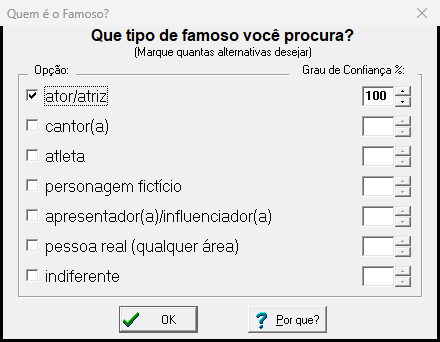 Quem é o Famoso?
Que tipo de famoso você procura?
(Marque quantas alternativas desejar)
Opção: Grau de Confiança %:
ator/atriz 100
cantor(a)
atleta
personagem fictício
apresentador(a)/influenciador(a)
pessoa real (qualquer área)
indiferente
OK ? Por que?